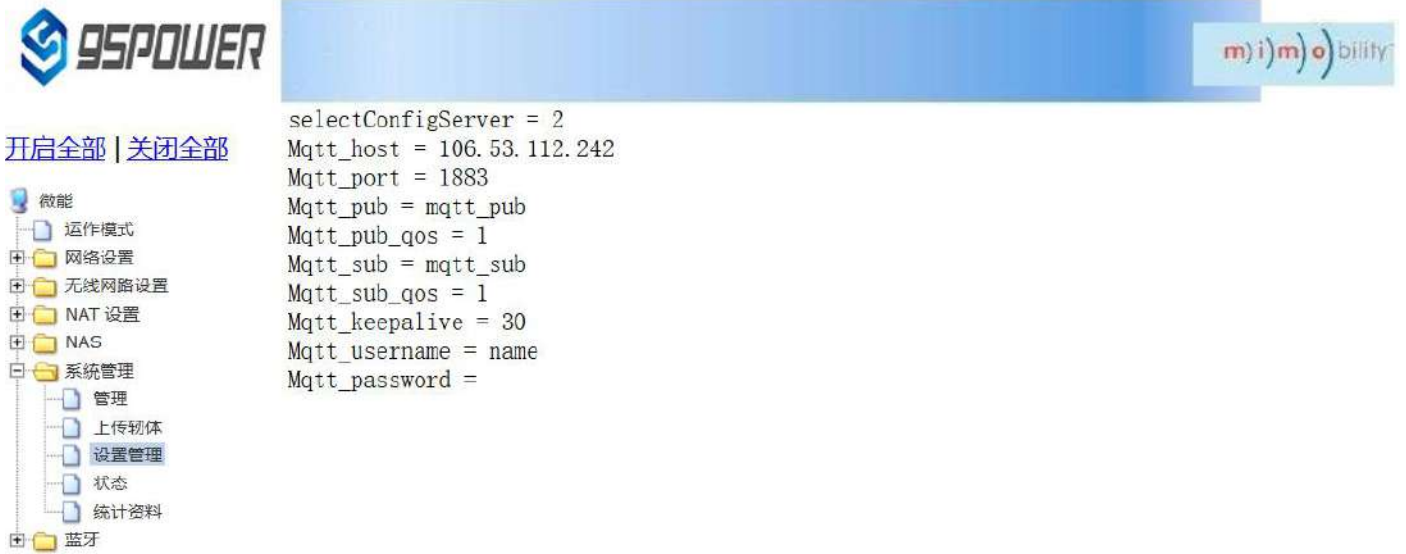 9SPOWER
m)i)m)o)bility
开启全部 | 关闭全部
微能
运作模式
网络设置
无线网路设置
NAT 设置
NAS
系统管理
管理
上传韧体
设置管理
状态
统计资料
蓝牙
selectConfigServer = 2
Mqtt_host = 106.53.112.242
Mqtt_port = 1883
Mqtt_pub = mqtt_pub
Mqtt_pub_qos = 1
Mqtt_sub = mqtt_sub
Mqtt_sub_qos = 1
Mqtt_keepalive = 30
Mqtt_username = name
Mqtt_password =